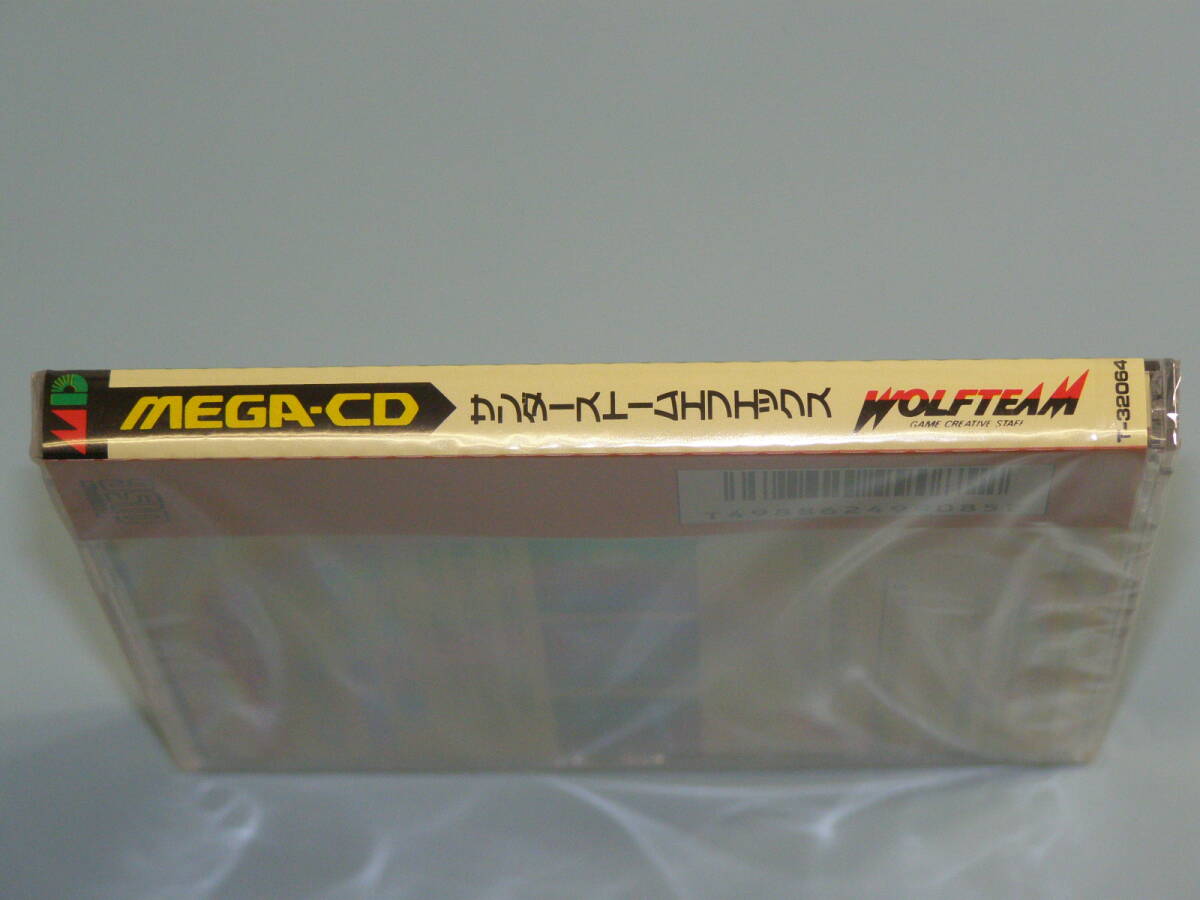 MD
MEGA-CD
サンダーストームエフエックス
WOLFTEAM
GAME CREATIVE STAFF
T-32064